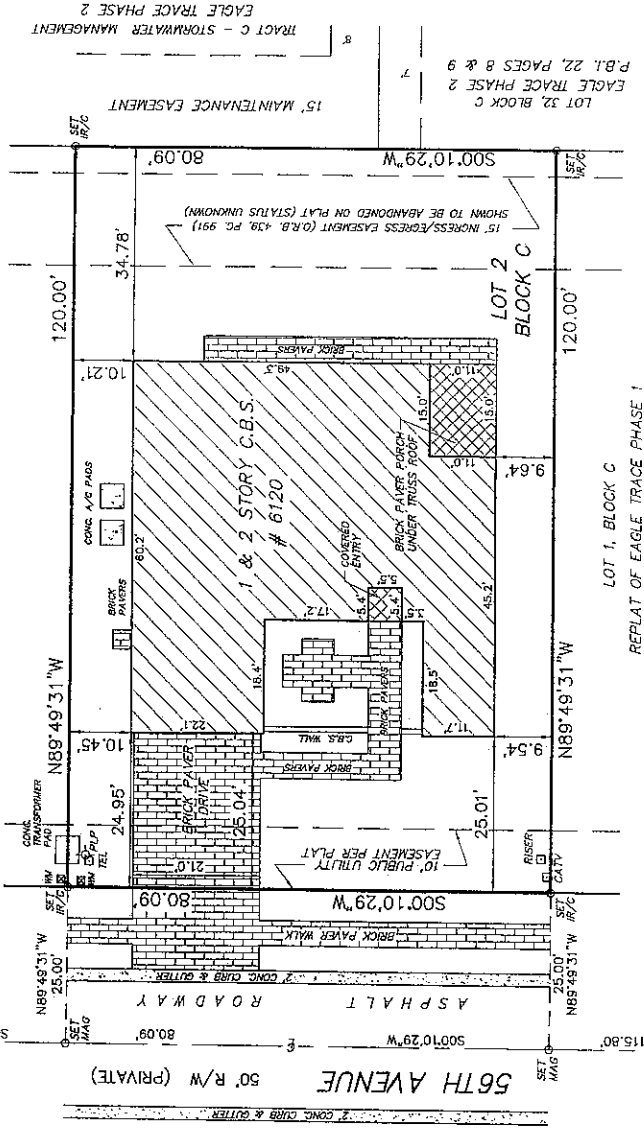 TRACT C - STORMWATER MANAGEMENT
EAGLE TRACE PHASE 2
8'
7'
LOT 32, BLOCK C
EAGLE TRACE PHASE 2
P.B.I. 22, PAGES 8 & 9
15' MAINTENANCE EASEMENT
SET
IR/C
80.09'
S00°10'29"W
SET
IR/C
15' INGRESS/EGRESS EASEMENT (O.R.B. 439, PG. 991)
SHOWN TO BE ABANDONED ON PLAT (STATUS UNKNOWN)
120.00'
34.78'
LOT 2
BLOCK C
120.00'
BRICK PAVERS
10.21'
49.3'
11.0'
15.0'
15.0'
11.0'
9.64'
CONC. A/C PADS
60.2'
1 & 2 STORY C.B.S.
# 6120
BRICK PAVER PORCH
UNDER TRUSS ROOF
COVERED
ENTRY
5.5'
5.4'
5.4'
45.2'
LOT 1, BLOCK C
REPLAT OF EAGLE TRACE PHASE 1
BRICK
PAVERS
17.2'
3.5'
18.4'
18.5'
BRICK PAVERS
C.B.S. WALL
N89°49'31"W
10.45'
22.1'
11.7'
9.54'
N89°49'31"W
BRICK PAVERS
24.95'
BRICK PAVER
DRIVE
25.04'
25.01'
CONC.
TRANSFORMER
PAD
PLP
TEL
WM
WM
21.0'
10' PUBLIC UTILITY
EASEMENT PER PLAT
RISER
CATV
SET
IR/C
80.09'
S00°10'29"W
SET
IR/C
BRICK PAVER WALK
N89°49'31"W
25.00'
2' CONC. CURB & GUTTER
N89°49'31"W
25.00'
ASPHALT ROADWAY
SET
MAG
80.09'
S00°10'29"W
SET
MAG
115.80'
56TH AVENUE
50' R/W (PRIVATE)
2' CONC. CURB & GUTTER